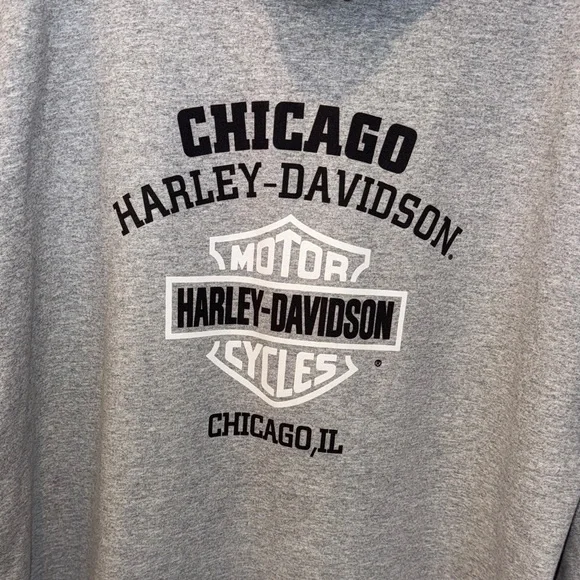 CHICAGO
HARLEY-DAVIDSON®
MOTOR
HARLEY-DAVIDSON
CYCLES ®
CHICAGO, IL